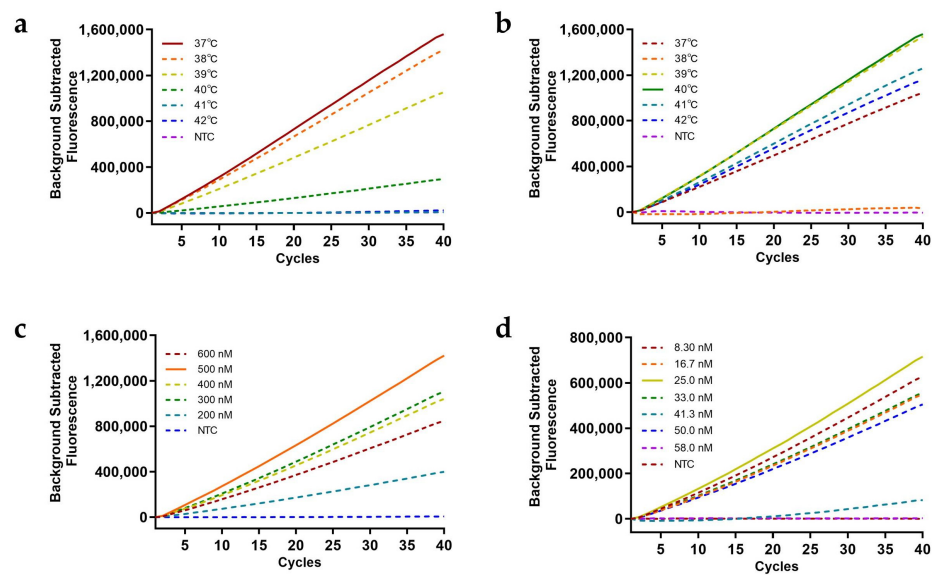 a
Background Subtracted
Fluorescence
1,600,000
1,200,000
800,000
400,000
0
37°C
38°C
39°C
40°C
41°C
42°C
NTC
5 10 15 20 25 30 35 40
Cycles
b
Background Subtracted
Fluorescence
1,600,000
1,200,000
800,000
400,000
0
37°C
38°C
39°C
40°C
41°C
42°C
NTC
5 10 15 20 25 30 35 40
Cycles
c
Background Subtracted
Fluorescence
1,600,000
1,200,000
800,000
400,000
0
600 nM
500 nM
400 nM
300 nM
200 nM
NTC
5 10 15 20 25 30 35 40
Cycles
d
Background Subtracted
Fluorescence
800,000
600,000
400,000
200,000
0
8.30 nM
16.7 nM
25.0 nM
33.0 nM
41.3 nM
50.0 nM
58.0 nM
NTC
5 10 15 20 25 30 35 40
Cycles